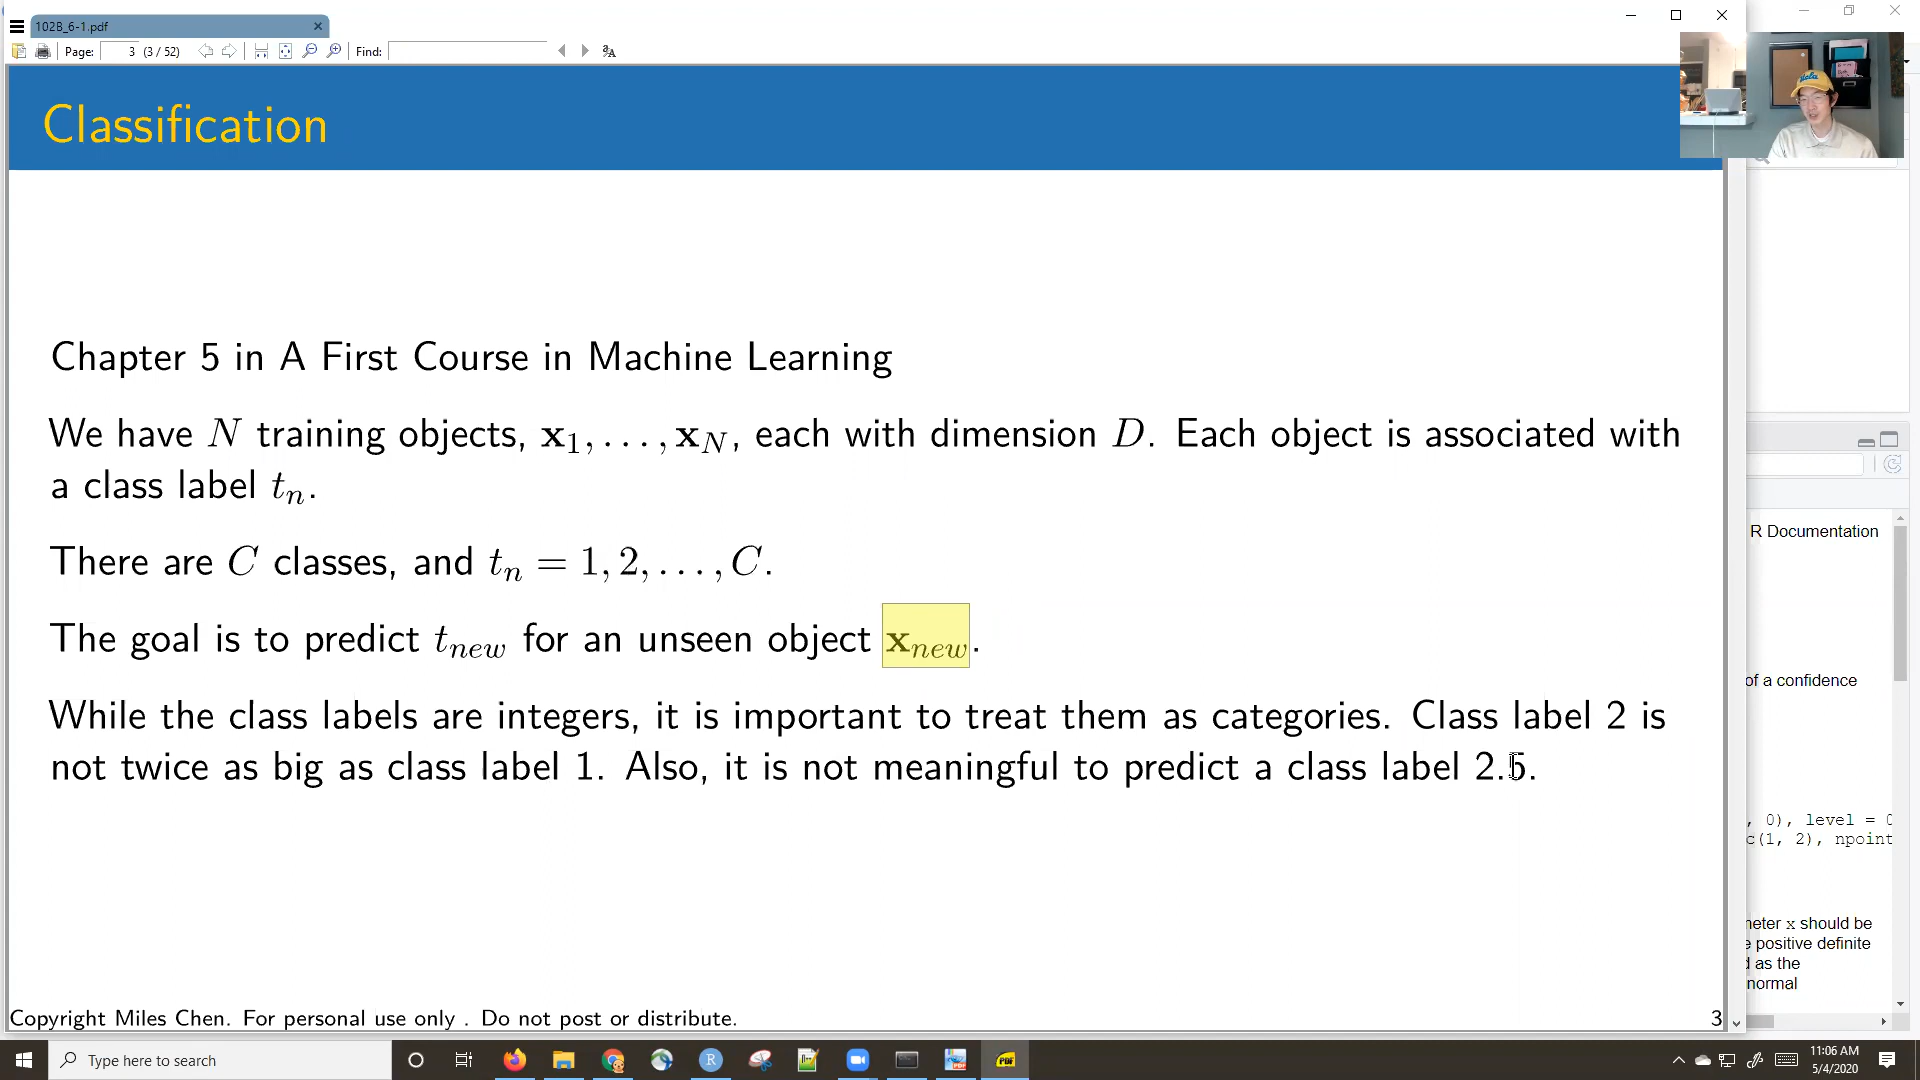 102B_6-1.pdf
Page: 3 (3 / 52) Find:
Classification
Chapter 5 in A First Course in Machine Learning
We have N training objects, x₁, . . . , x_N, each with dimension D. Each object is associated with
a class label tₙ.
There are C classes, and tₙ = 1, 2, . . . , C.
The goal is to predict t_new for an unseen object x_new.
While the class labels are integers, it is important to treat them as categories. Class label 2 is
not twice as big as class label 1. Also, it is not meaningful to predict a class label 2.5.
Copyright Miles Chen. For personal use only . Do not post or distribute.
3
R Documentation
of a confidence
, 0), level = 0
c(1, 2), npoint
meter x should be
e positive definite
d as the
normal
Type here to search
11:06 AM
5/4/2020